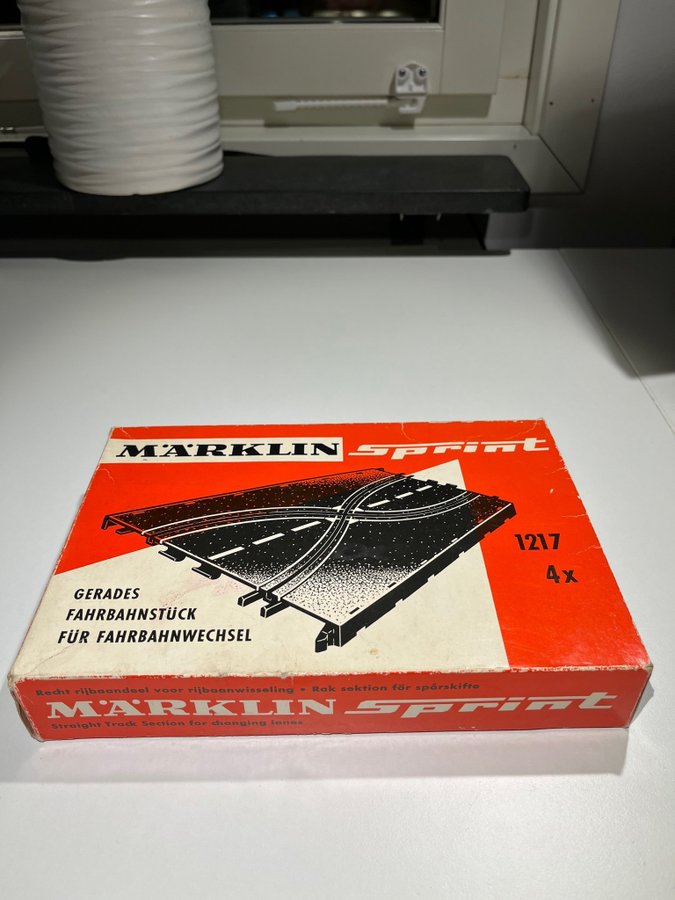 MÄRKLIN sprint
1217
4x
GERADES
FAHRBAHNSTÜCK
FÜR FAHRBAHNWECHSEL
Recht rijbaandeel voor rijbaanwisseling • Rak sektion för spårskifte
MÄRKLIN sprint
Straight Track Section for changing lanes